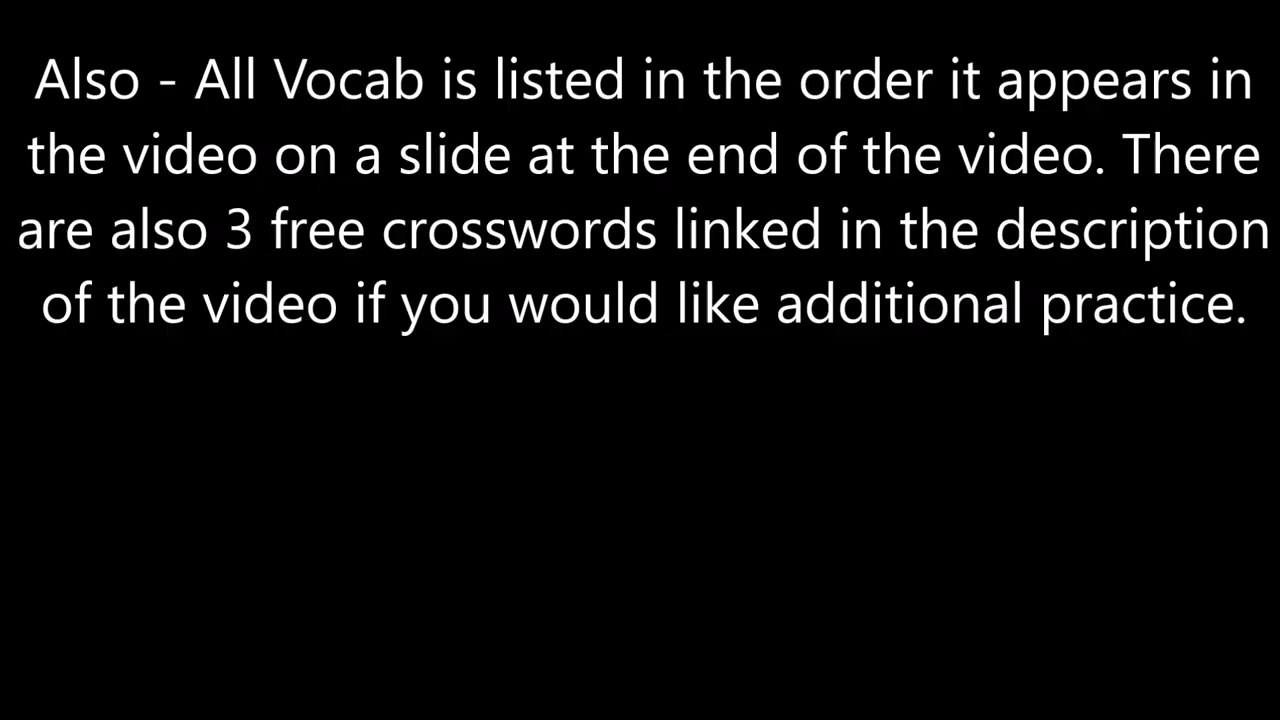 Also - All Vocab is listed in the order it appears in
the video on a slide at the end of the video. There
are also 3 free crosswords linked in the description
of the video if you would like additional practice.